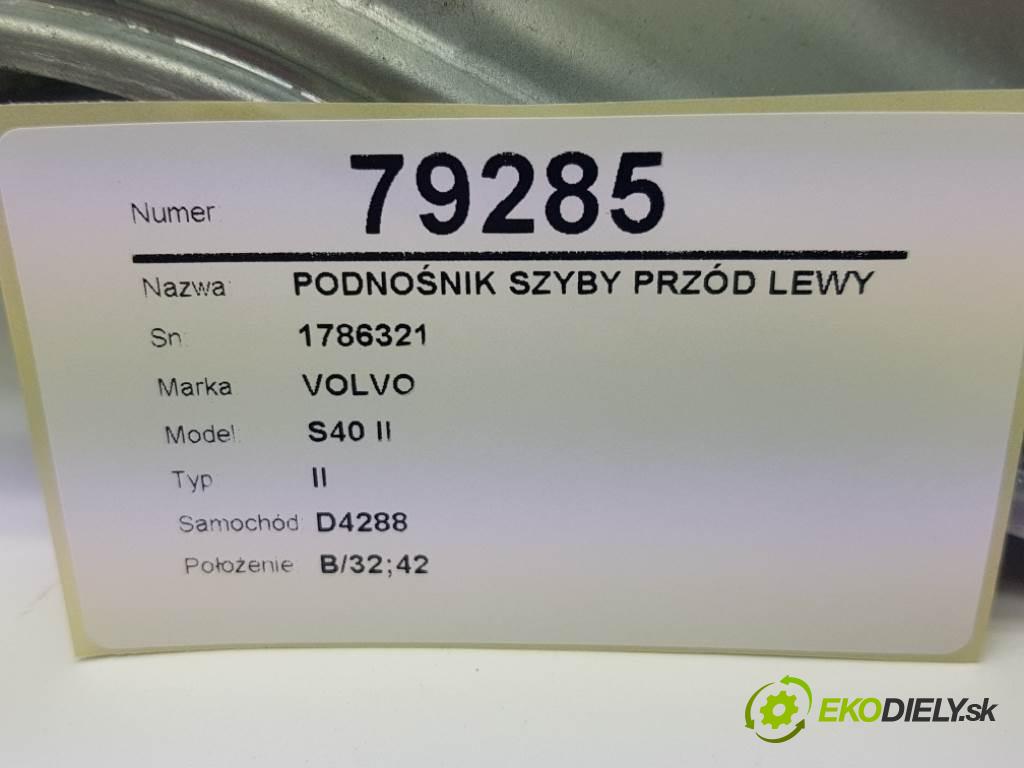 Numer: 79285
Nazwa: PODNOŚNIK SZYBY PRZÓD LEWY
Sn: 1786321
Marka VOLVO
Model: S40 II
Typ II
Samochód: D4288
Położenie B/32;42
EKODIELY.sk